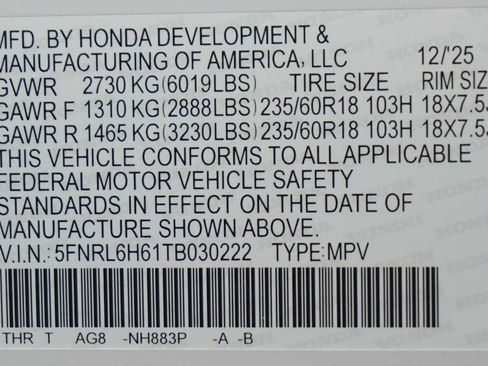 MFD. BY HONDA DEVELOPMENT &
MANUFACTURING OF AMERICA, LLC 12/25
GVWR 2730 KG(6019LBS) TIRE SIZE RIM SIZ
GAWR F 1310 KG(2888LBS) 235/60R18 103H 18X7.5J
GAWR R 1465 KG(3230LBS) 235/60R18 103H 18X7.5J
THIS VEHICLE CONFORMS TO ALL APPLICABLE
FEDERAL MOTOR VEHICLE SAFETY
STANDARDS IN EFFECT ON THE DATE OF
MANUFACTURE SHOWN ABOVE.
V.I.N.: 5FNRL6H61TB030222 TYPE: MPV
THR T AG8 -NH883P -A -B